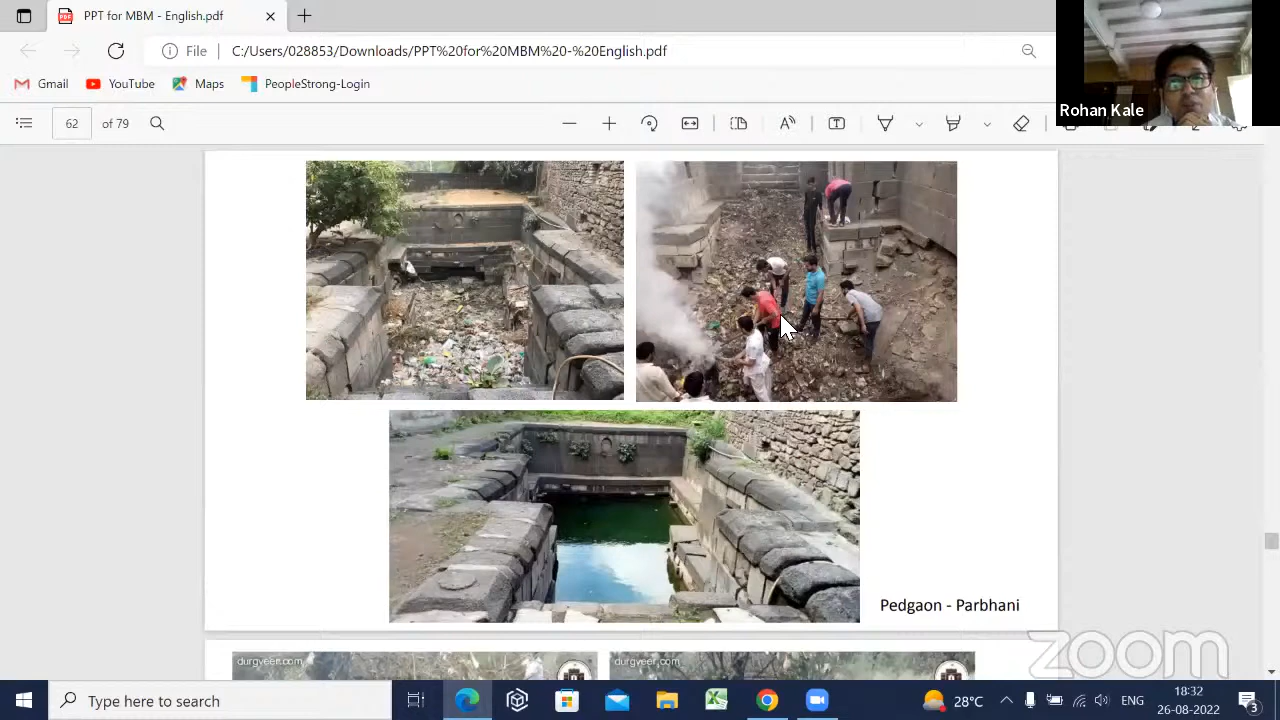 PPT for MBM - English.pdf
File
C:/Users/028853/Downloads/PPT%20for%20MBM%20-%20English.pdf
Gmail
YouTube
Maps
PeopleStrong-Login
Rohan Kale
62
of 79
Pedgaon - Parbhani
durgveer.com
durgveer.com
zoom
Type here to search
28°C
ENG
18:32
26-08-2022
3